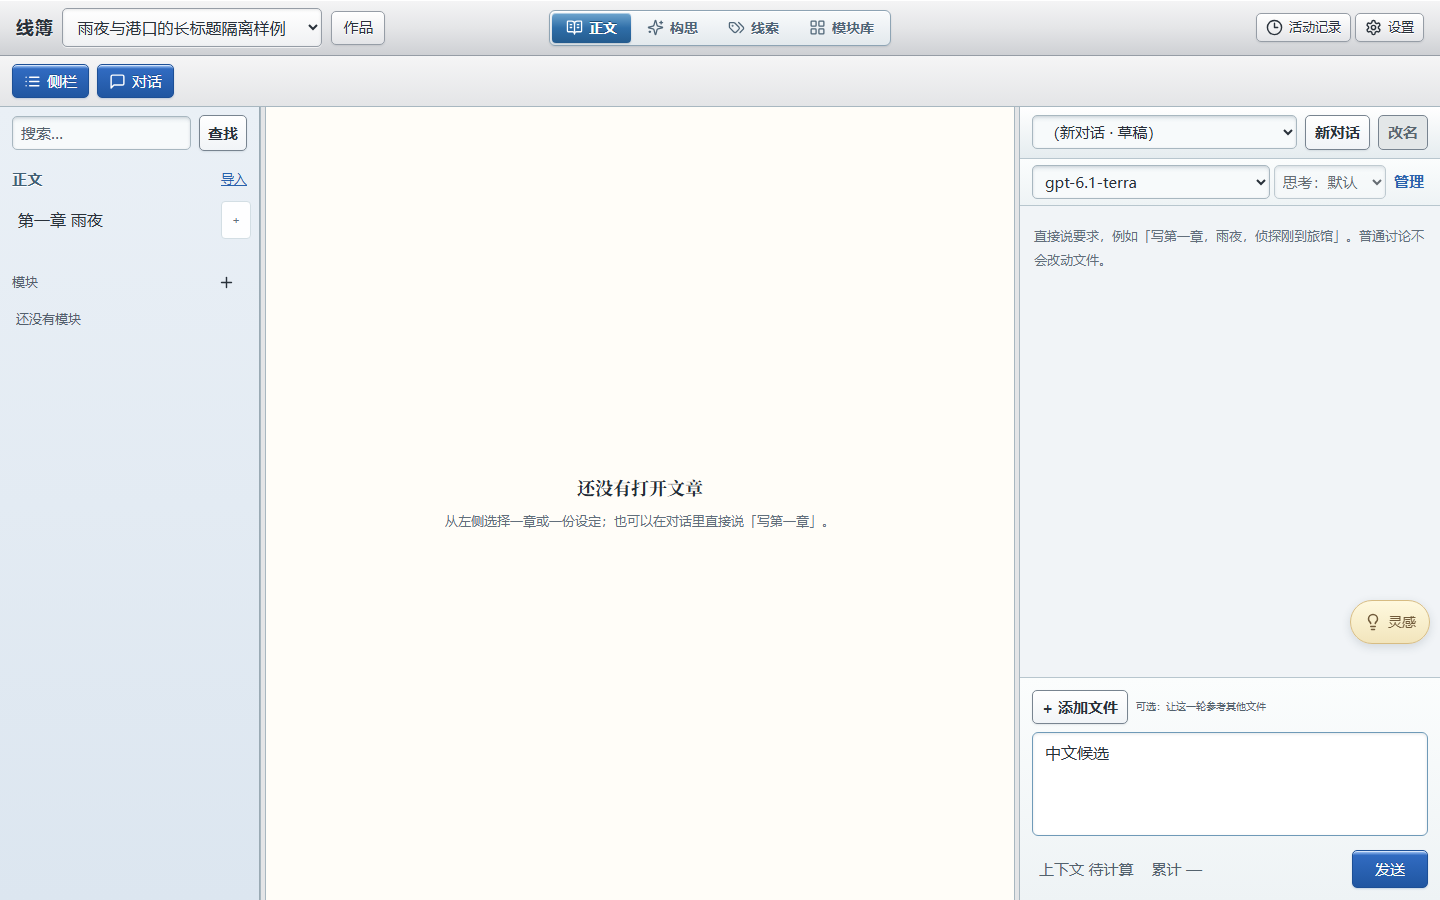 线簿
雨夜与港口的长标题隔离样例
作品
正文
构思
线索
模块库
活动记录
设置
侧栏
对话
搜索...
查找
正文
导入
第一章 雨夜
+
模块
+
还没有模块
还没有打开文章
从左侧选择一章或一份设定；也可以在对话里直接说「写第一章」。
(新对话 · 草稿)
新对话
改名
gpt-6.1-terra
思考：默认
管理
直接说要求，例如「写第一章，雨夜，侦探刚到旅馆」。普通讨论不
会改动文件。
灵感
+ 添加文件
可选：让这一轮参考其他文件
中文候选
上下文 待计算
累计 —
发送